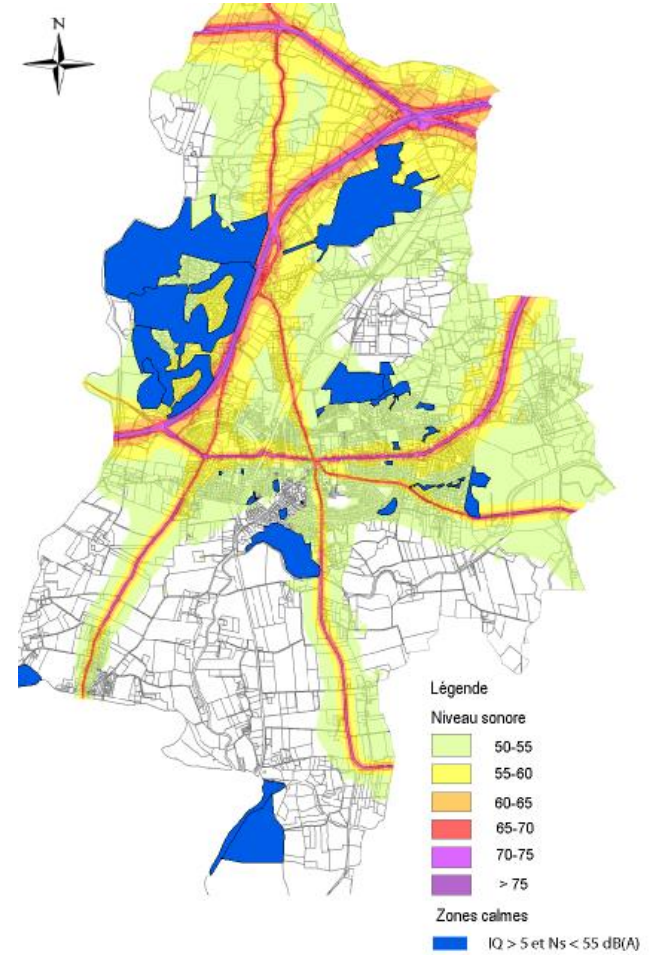 N
Légende
Niveau sonore
50-55
55-60
60-65
65-70
70-75
> 75
Zones calmes
IQ > 5 et Ns < 55 dB(A)